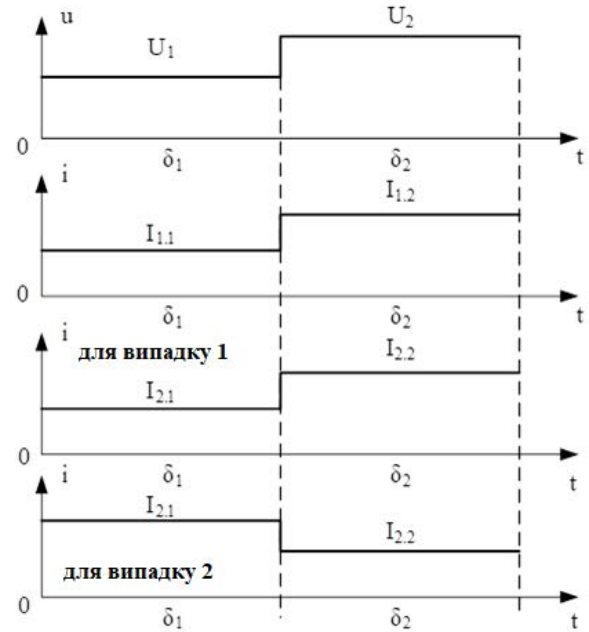 u
U₁
U₂
0
δ₁
δ₂
t
i
I₁.₁
I₁.₂
0
δ₁
δ₂
t
i
для випадку 1
I₂.₁
I₂.₂
0
δ₁
δ₂
t
i
I₂.₁
I₂.₂
для випадку 2
0
δ₁
δ₂
t